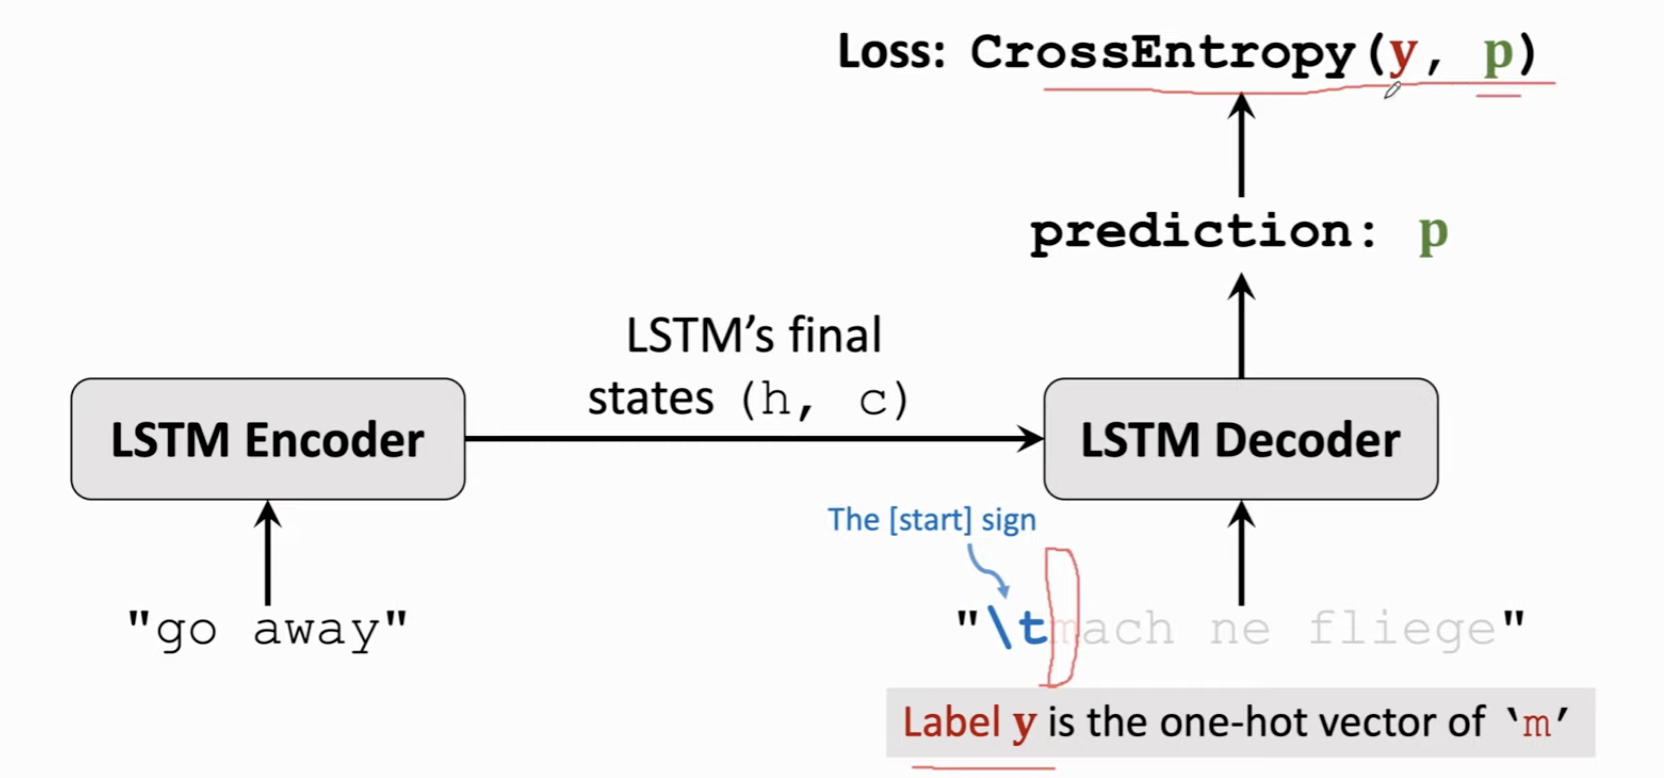 Loss: CrossEntropy(y, p)
prediction: p
LSTM's final
states (h, c)
LSTM Encoder
LSTM Decoder
The [start] sign
"go away"
"\tmach ne fliege"
Label y is the one-hot vector of 'm'